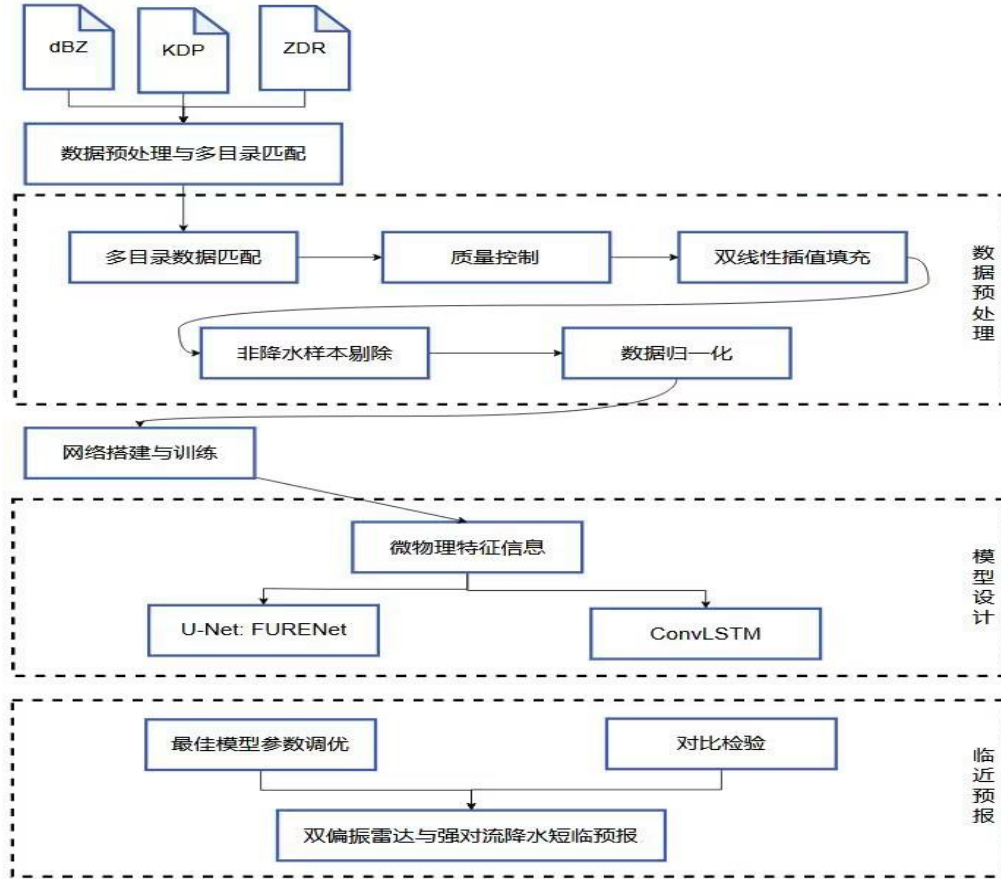 dBZ
KDP
ZDR
数据预处理与多目录匹配
多目录数据匹配
质量控制
双线性插值填充
非降水样本剔除
数据归一化
数据预处理
网络搭建与训练
微物理特征信息
U-Net: FURENet
ConvLSTM
模型设计
最佳模型参数调优
对比检验
双偏振雷达与强对流降水短临预报
临近预报